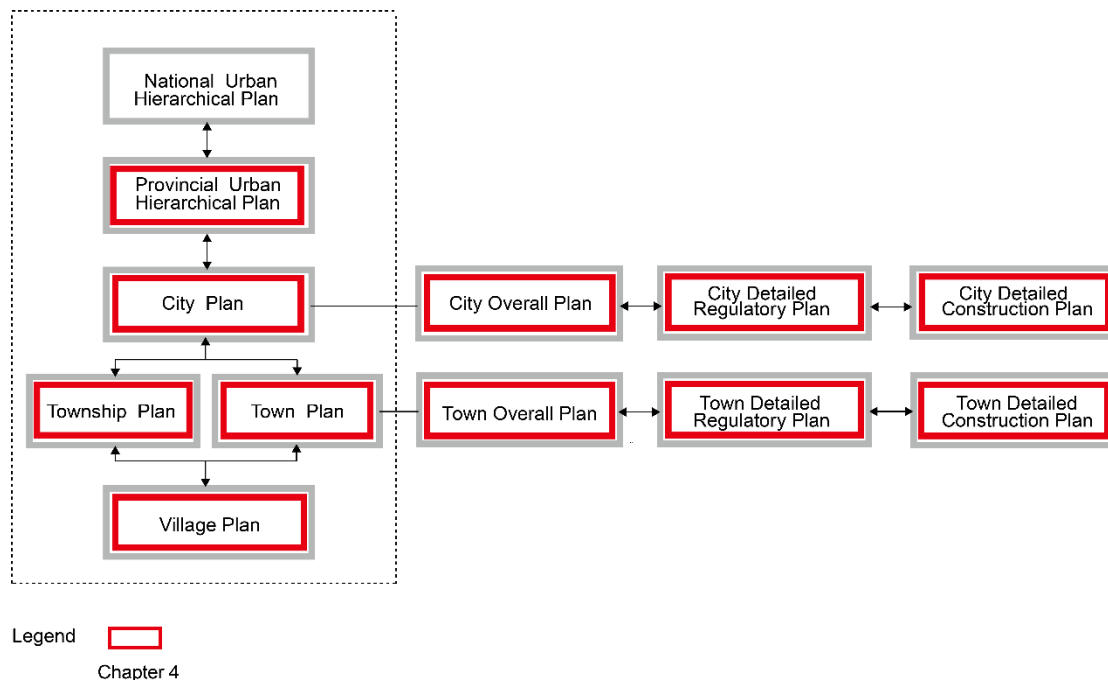 National Urban
Hierarchical Plan
Provincial Urban
Hierarchical Plan
City Plan
City Overall Plan
City Detailed
Regulatory Plan
City Detailed
Construction Plan
Township Plan
Town Plan
Town Overall Plan
Town Detailed
Regulatory Plan
Town Detailed
Construction Plan
Village Plan
Legend
Chapter 4